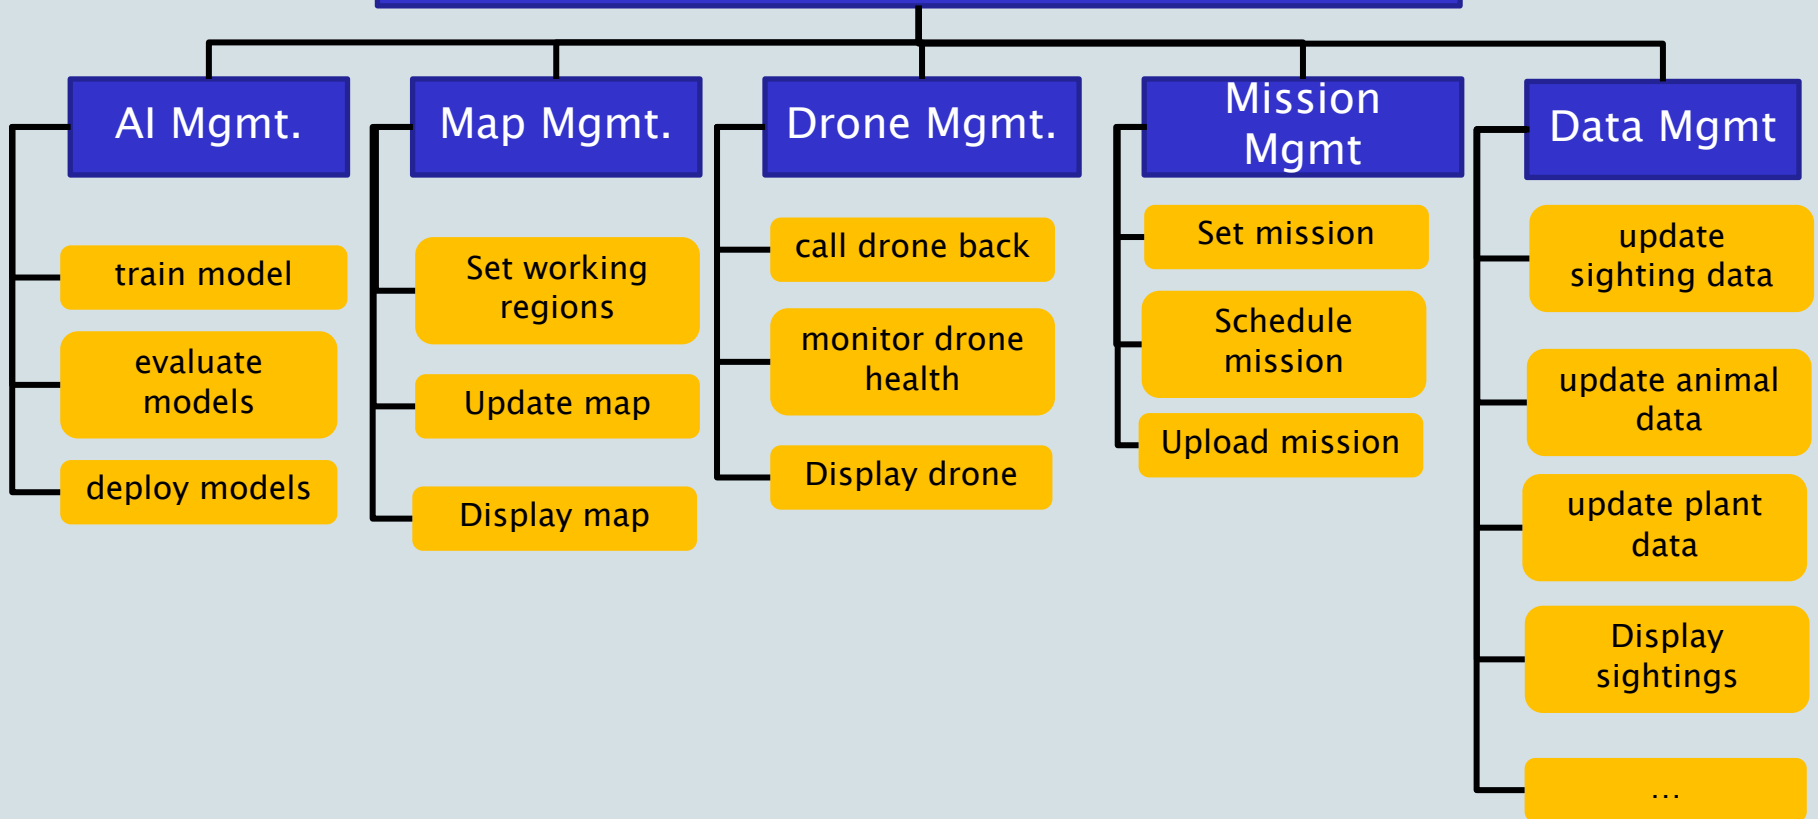 AI Mgmt.
Map Mgmt.
Drone Mgmt.
Mission
Mgmt
Data Mgmt
train model
evaluate
models
deploy models
Set working
regions
Update map
Display map
call drone back
monitor drone
health
Display drone
Set mission
Schedule
mission
Upload mission
update
sighting data
update animal
data
update plant
data
Display
sightings
...